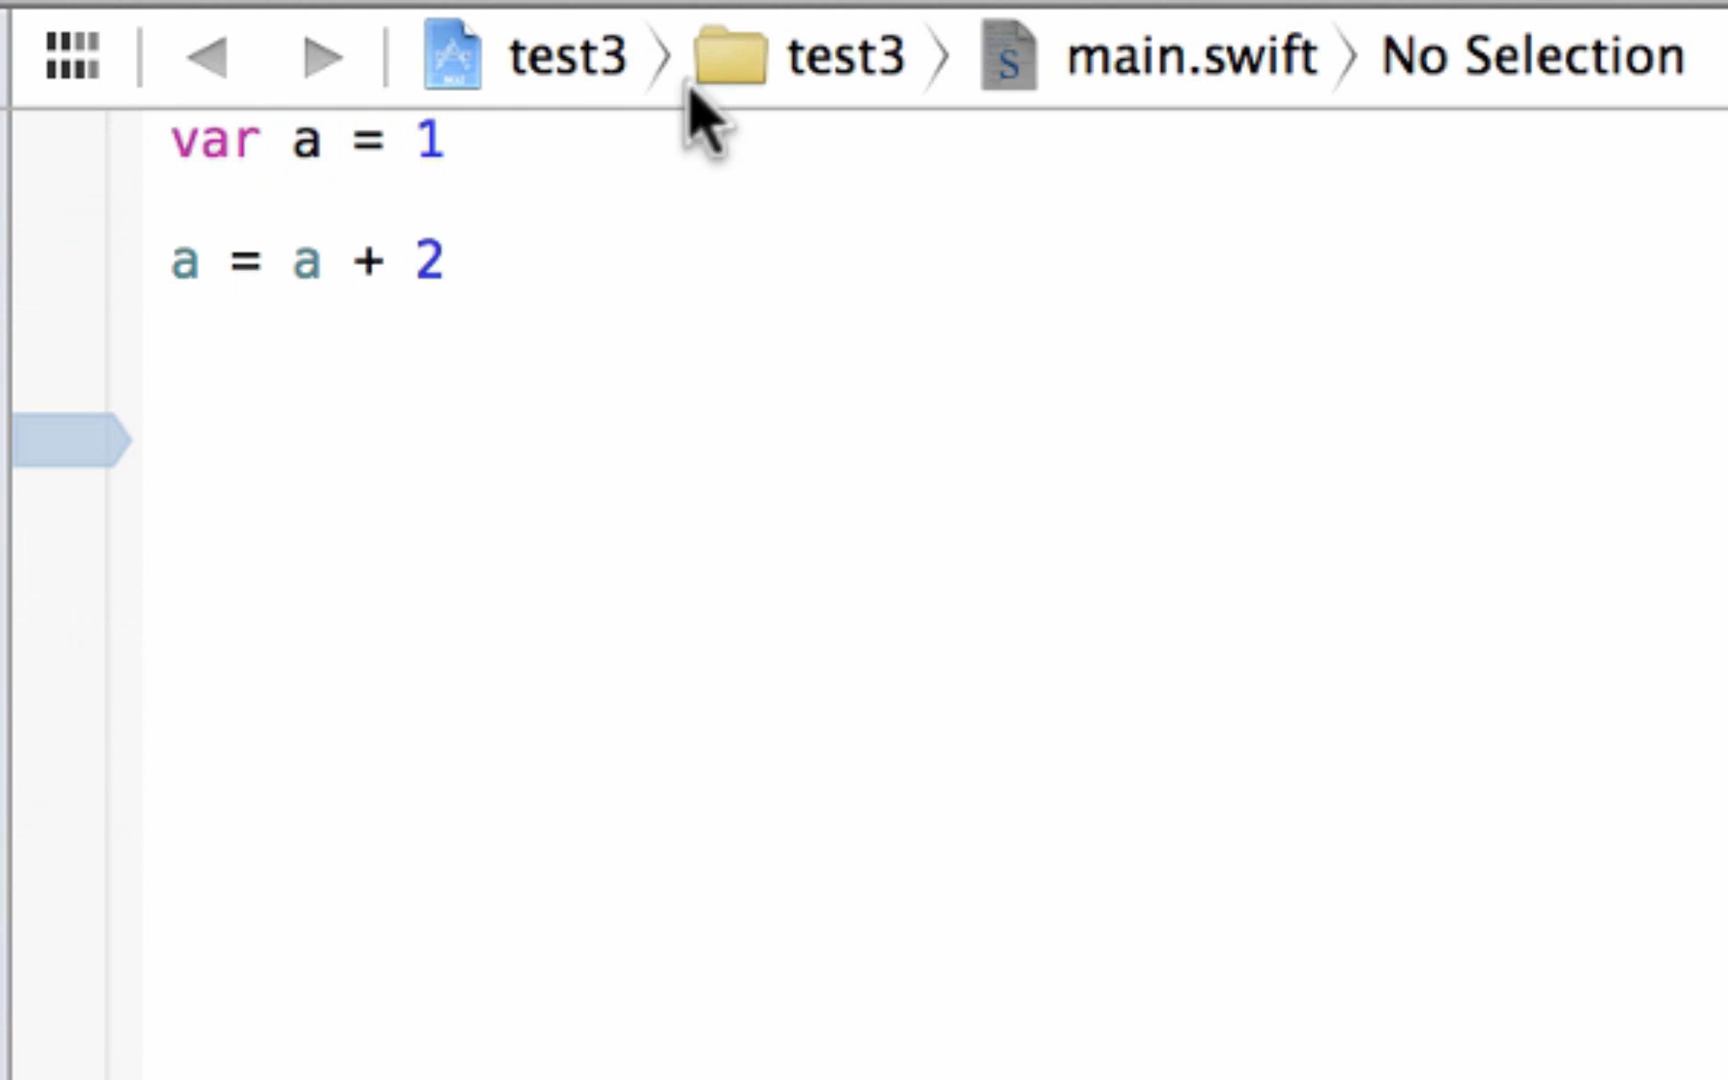 test3 test3 main.swift No Selection
var a = 1
a = a + 2